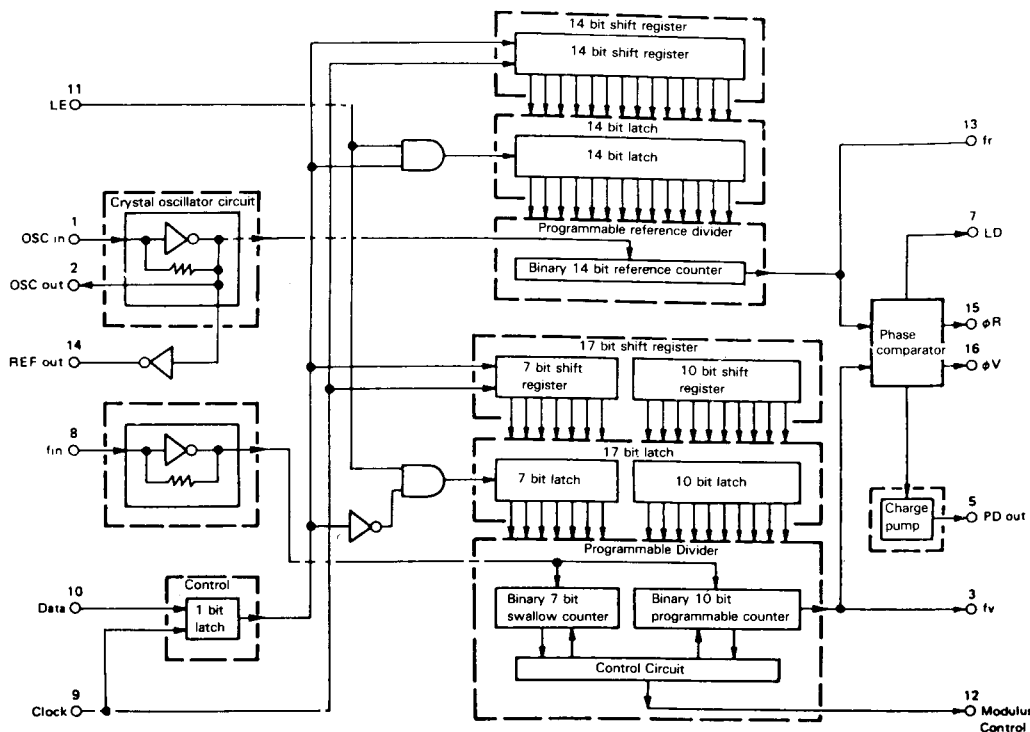 14 bit shift register
14 bit shift register
11
LE
14 bit latch
14 bit latch
13
fr
Crystal oscillator circuit
1
OSC in
2
OSC out
14
REF out
Programmable reference divider
Binary 14 bit reference counter
7
LD
Phase
comparator
15
φR
16
φV
17 bit shift register
7 bit shift
register
10 bit shift
register
8
fin
17 bit latch
7 bit latch
10 bit latch
Charge
pump
5
PD out
Programmable Divider
Control
10
Data
1 bit
latch
Binary 7 bit
swallow counter
Binary 10 bit
programmable counter
3
fv
Control Circuit
9
Clock
12
Modulus
Control